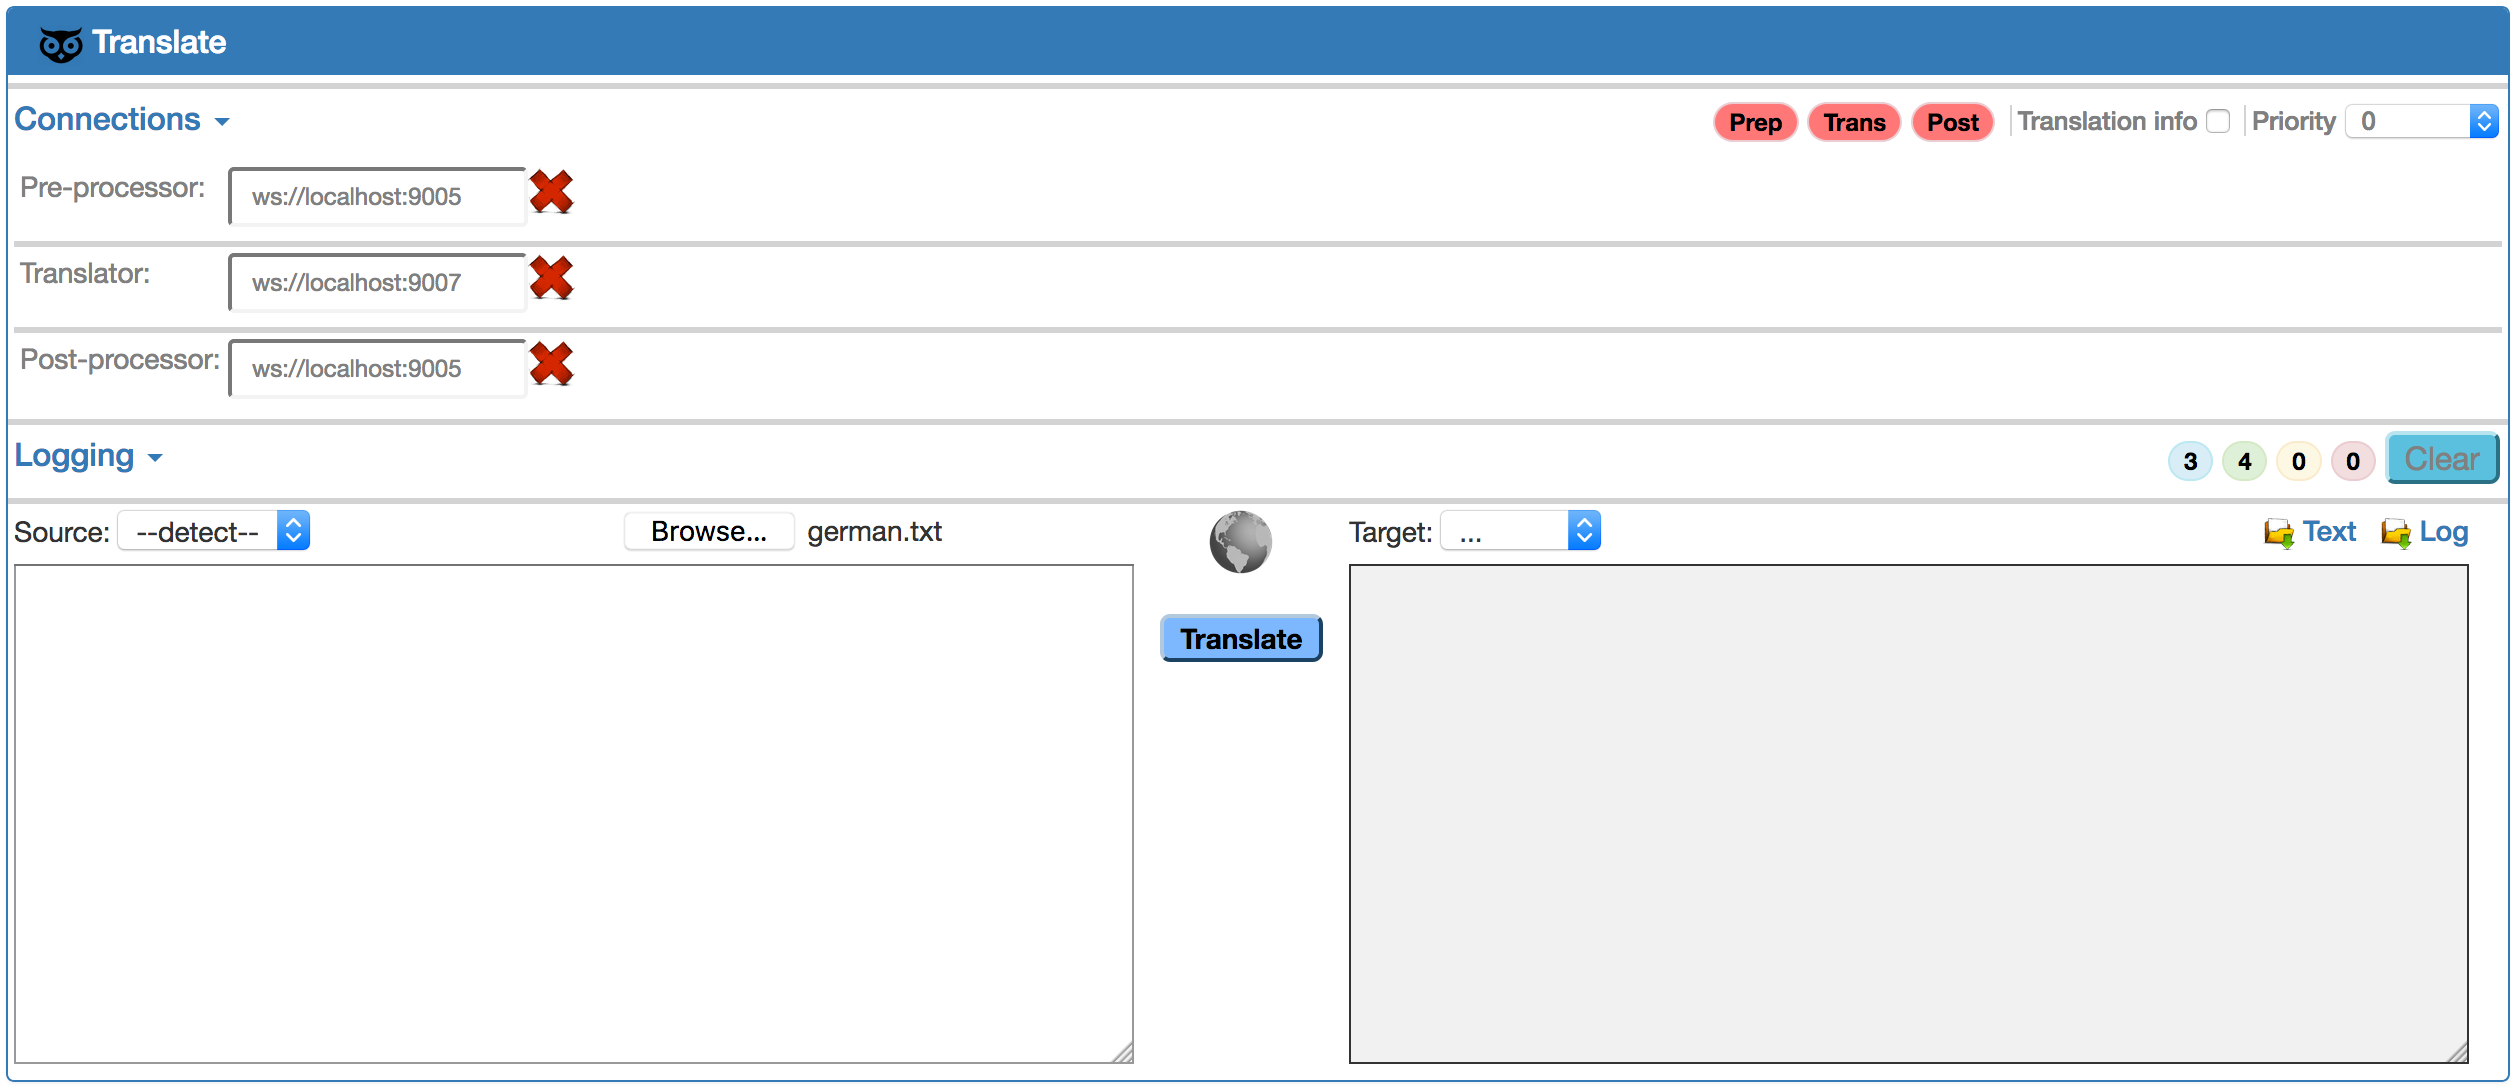 Translate
Connections
Prep Trans Post Translation info Priority 0
Pre-processor: ws://localhost:9005
Translator: ws://localhost:9007
Post-processor: ws://localhost:9005
Logging
3 4 0 0 Clear
Source: --detect-- Browse... german.txt Target: ... Text Log
Translate